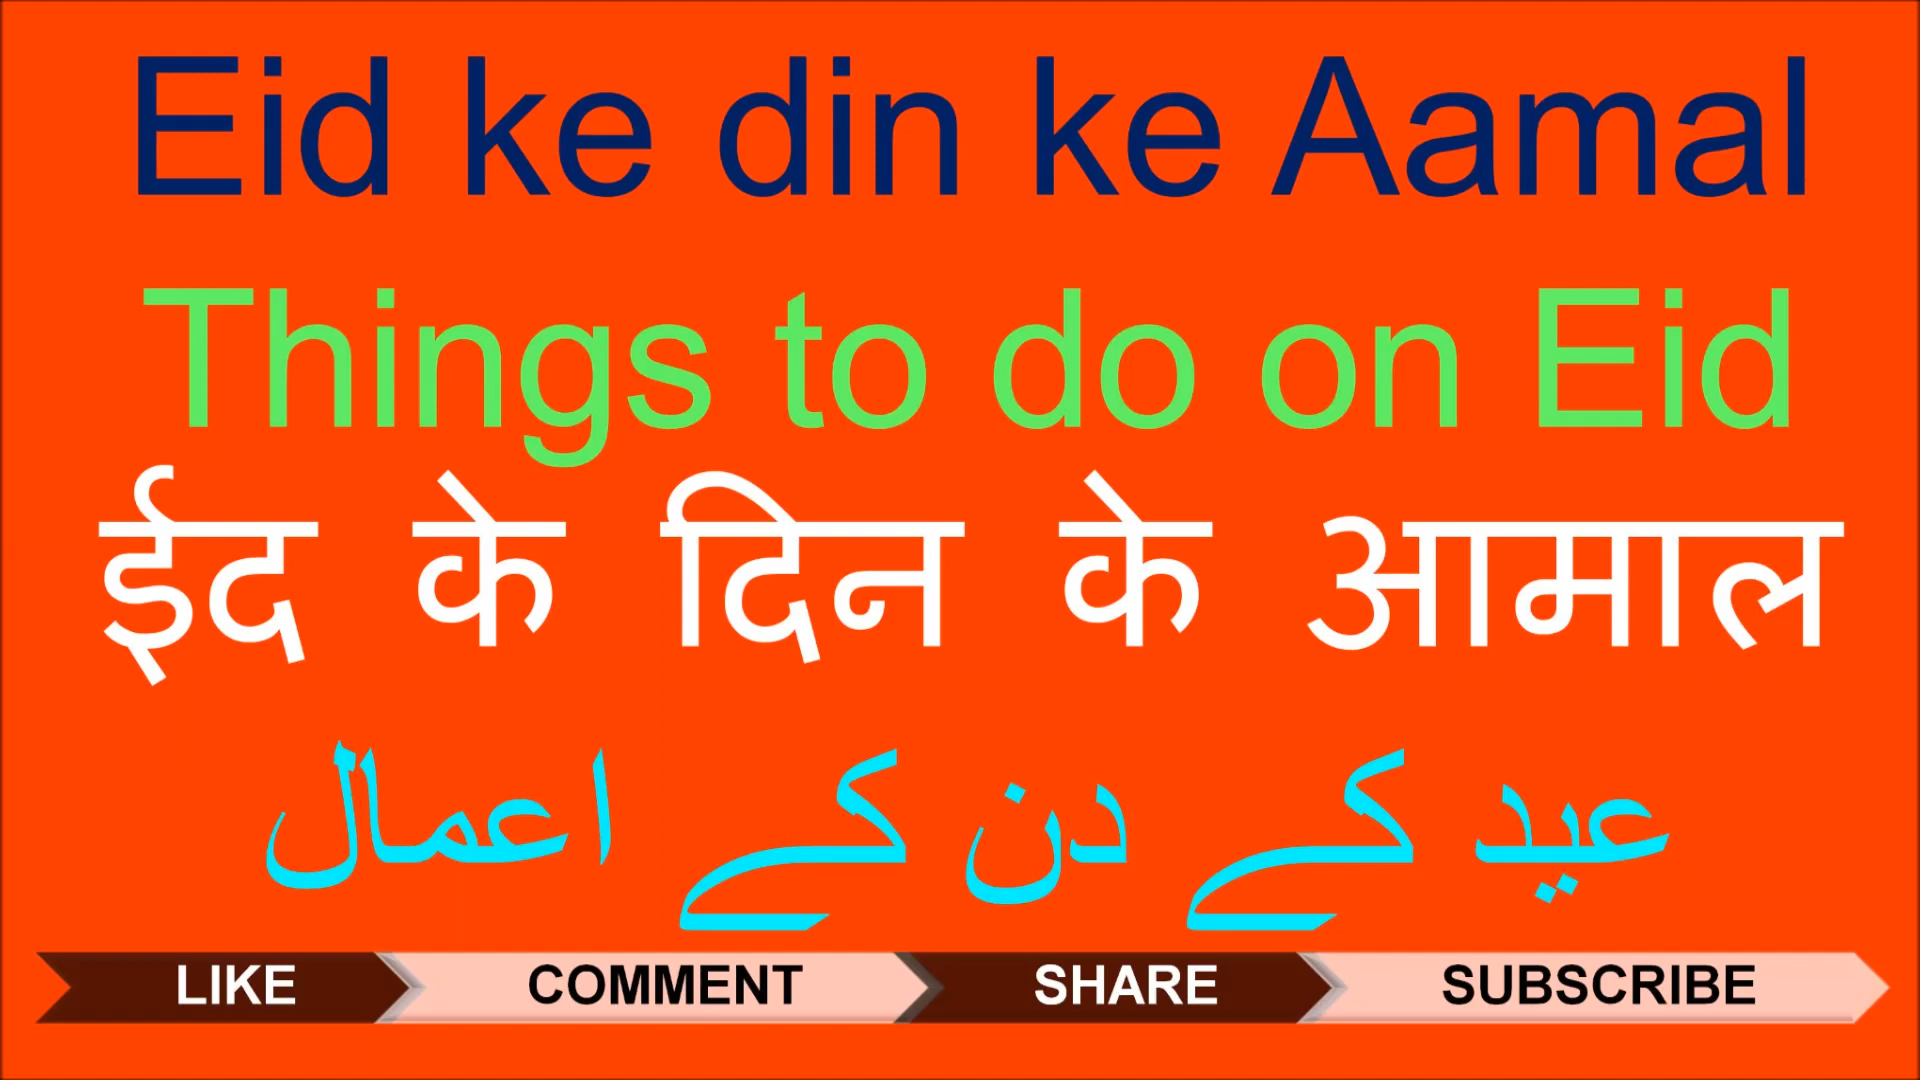 Eid ke din ke Aamal
Things to do on Eid
ईद के दिन के आमाल
عید کے دن کے اعمال
LIKE COMMENT SHARE SUBSCRIBE